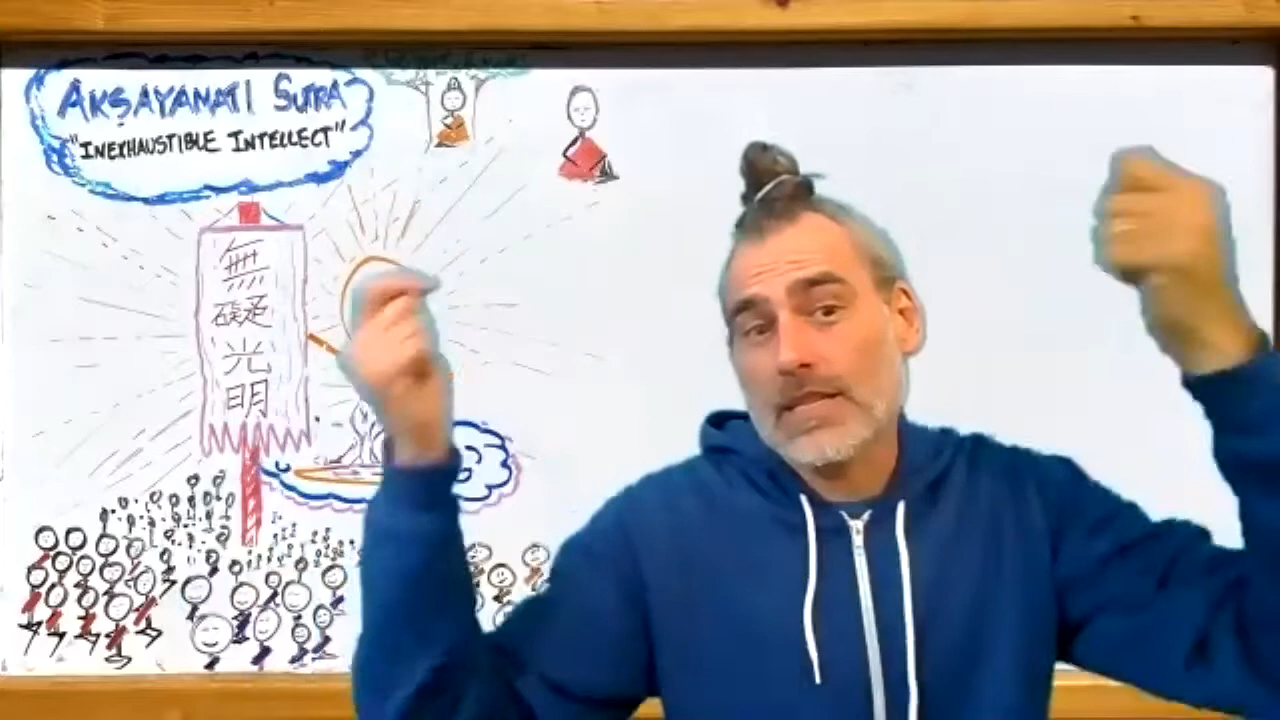 AKṢAYAMATI SUTRA
"INEXHAUSTIBLE INTELLECT"
無
礙
光
明